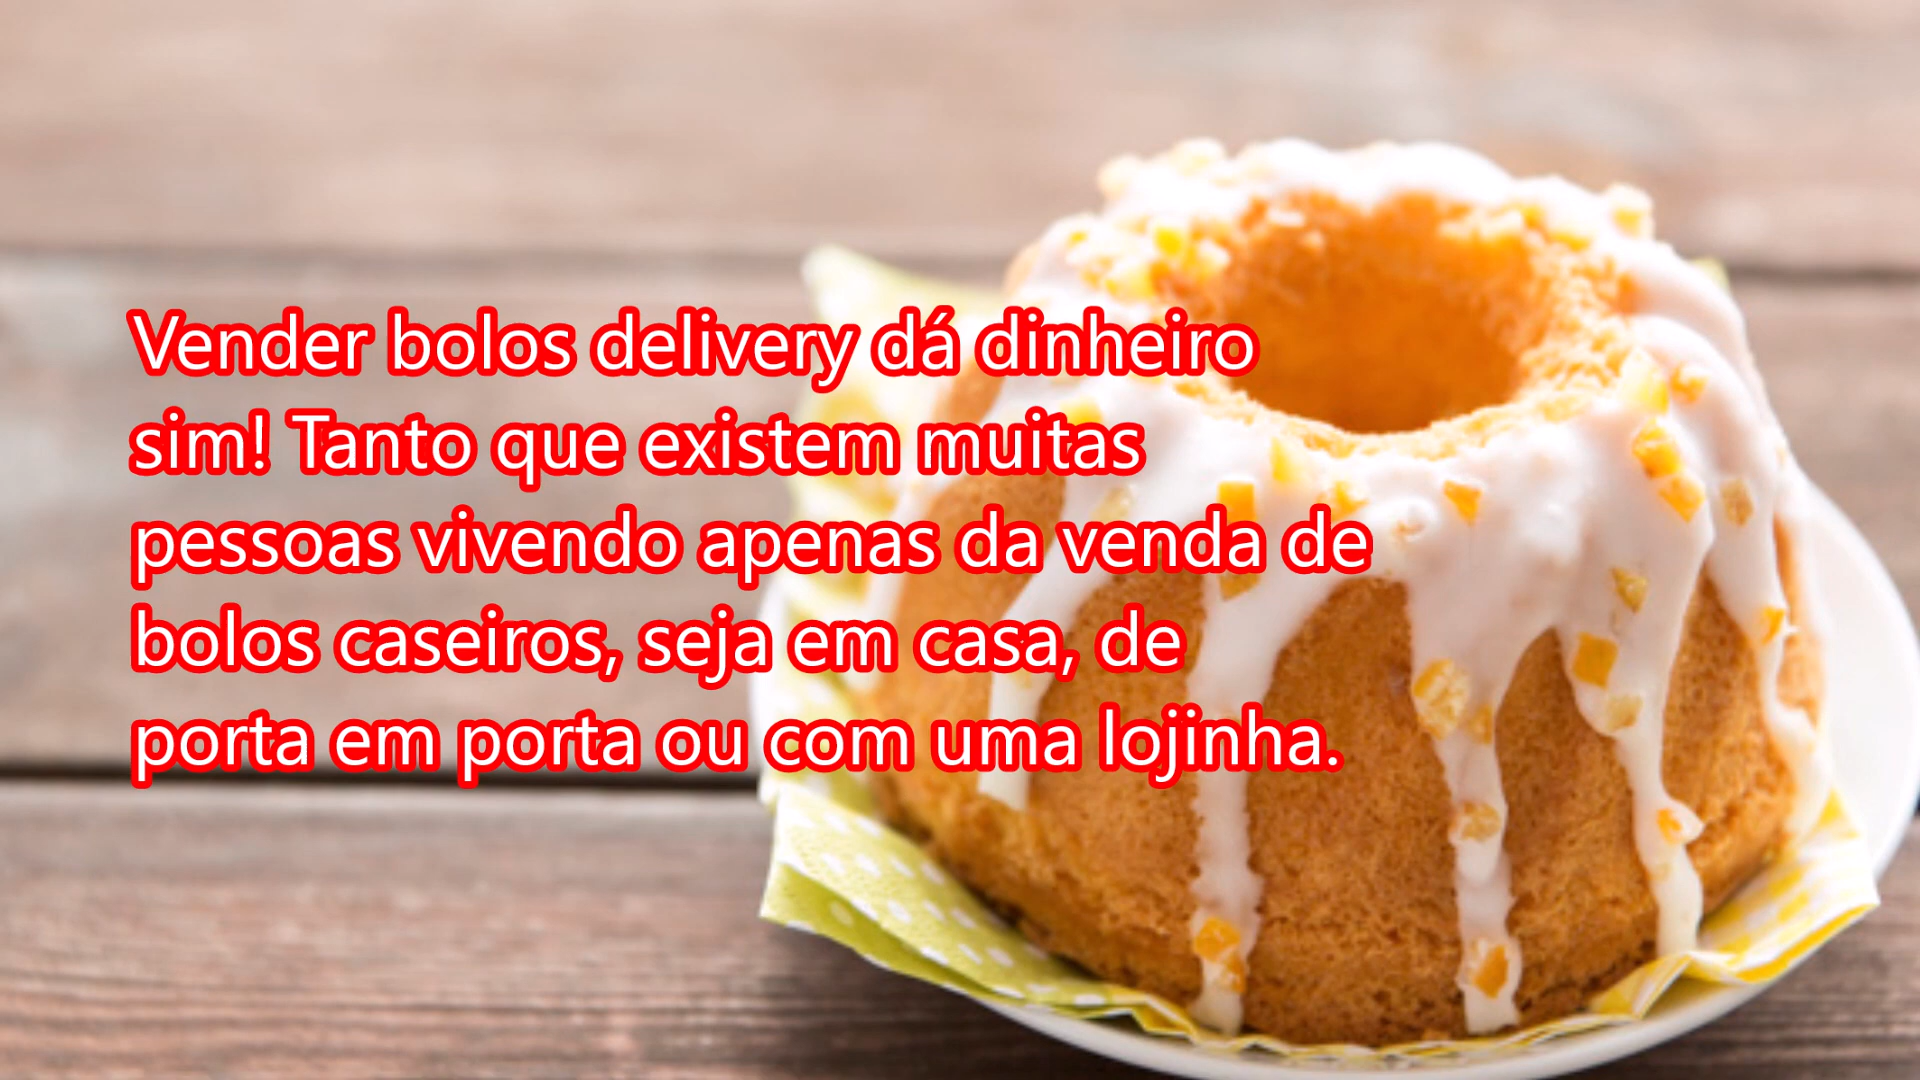 Vender bolos delivery dá dinheiro
sim! Tanto que existem muitas
pessoas vivendo apenas da venda de
bolos caseiros, seja em casa, de
porta em porta ou com uma lojinha.